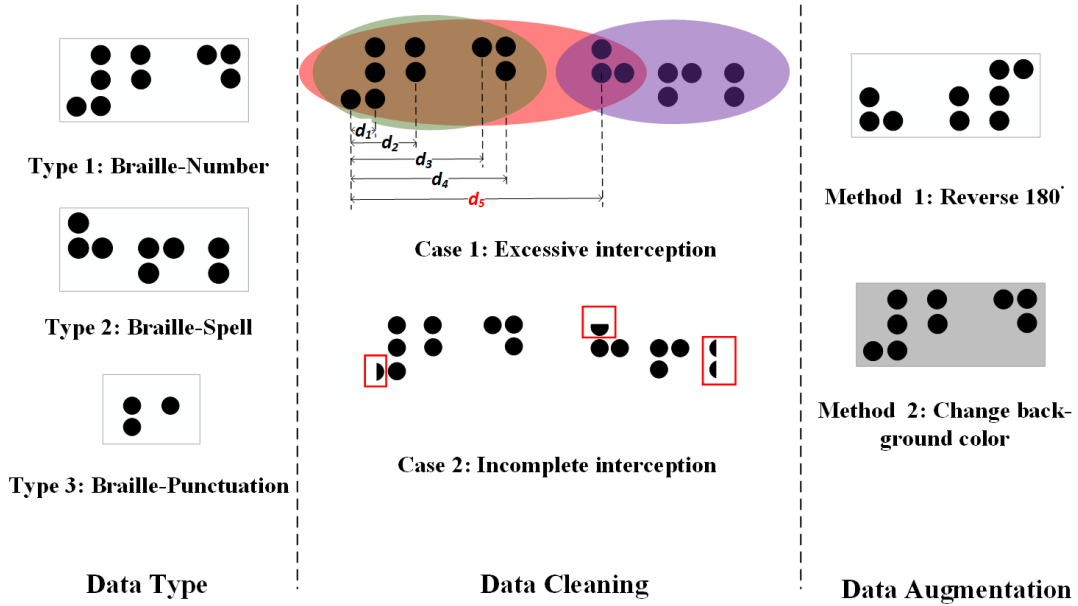 Type 1: Braille-Number
Type 2: Braille-Spell
Type 3: Braille-Punctuation
Data Type
d1
d2
d3
d4
d5
Case 1: Excessive interception
Case 2: Incomplete interception
Data Cleaning
Method 1: Reverse 180°
Method 2: Change back-
ground color
Data Augmentation